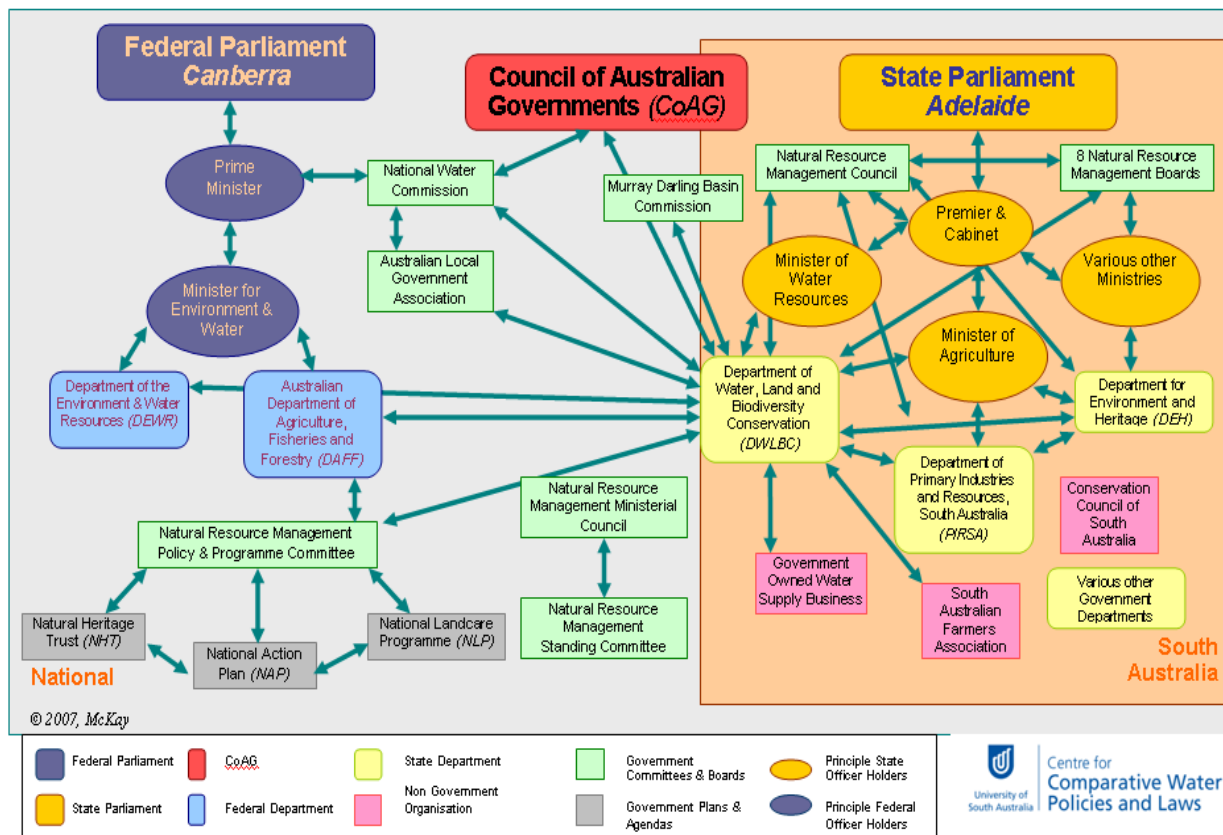 Federal Parliament
Canberra
Council of Australian
Governments (CoAG)
State Parliament
Adelaide
Prime
Minister
National Water
Commission
Murray Darling Basin
Commission
Natural Resource
Management Council
8 Natural Resource
Management Boards
Premier &
Cabinet
Australian Local
Government
Association
Minister of
Water
Resources
Various other
Ministries
Minister for
Environment &
Water
Minister of
Agriculture
Department of the
Environment & Water
Resources (DEWR)
Australian
Department of
Agriculture,
Fisheries and
Forestry (DAFF)
Department of
Water, Land and
Biodiversity
Conservation
(DWLBC)
Department for
Environment and
Heritage (DEH)
Department of
Primary Industries
and Resources,
South Australia
(PIRSA)
Conservation
Council of
South
Australia
Natural Resource
Management Ministerial
Council
Natural Resource Management
Policy & Programme Committee
Government
Owned Water
Supply Business
South
Australian
Farmers
Association
Various other
Government
Departments
Natural Heritage
Trust (NHT)
National Action
Plan (NAP)
National Landcare
Programme (NLP)
Natural Resource
Management
Standing Committee
National
South
Australia
© 2007, McKay
Federal Parliament
CoAG
State Department
Government
Committees & Boards
Principle State
Officer Holders
State Parliament
Federal Department
Non Government
Organisation
Government Plans &
Agendas
Principle Federal
Officer Holders
University of
South Australia
Centre for
Comparative Water
Policies and Laws